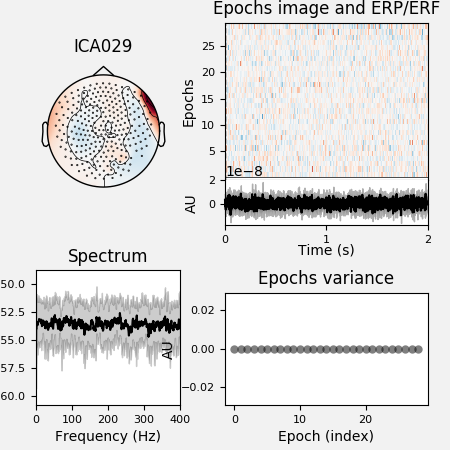 Epochs image and ERP/ERF
ICA029
Epochs
25
20
15
10
5
1e−8
2
0
AU
0 1 2
Time (s)
Spectrum
50.0
52.5
55.0
57.5
60.0
0 100 200 300 400
Frequency (Hz)
Epochs variance
AU
0.02
0.00
−0.02
0 10 20
Epoch (index)